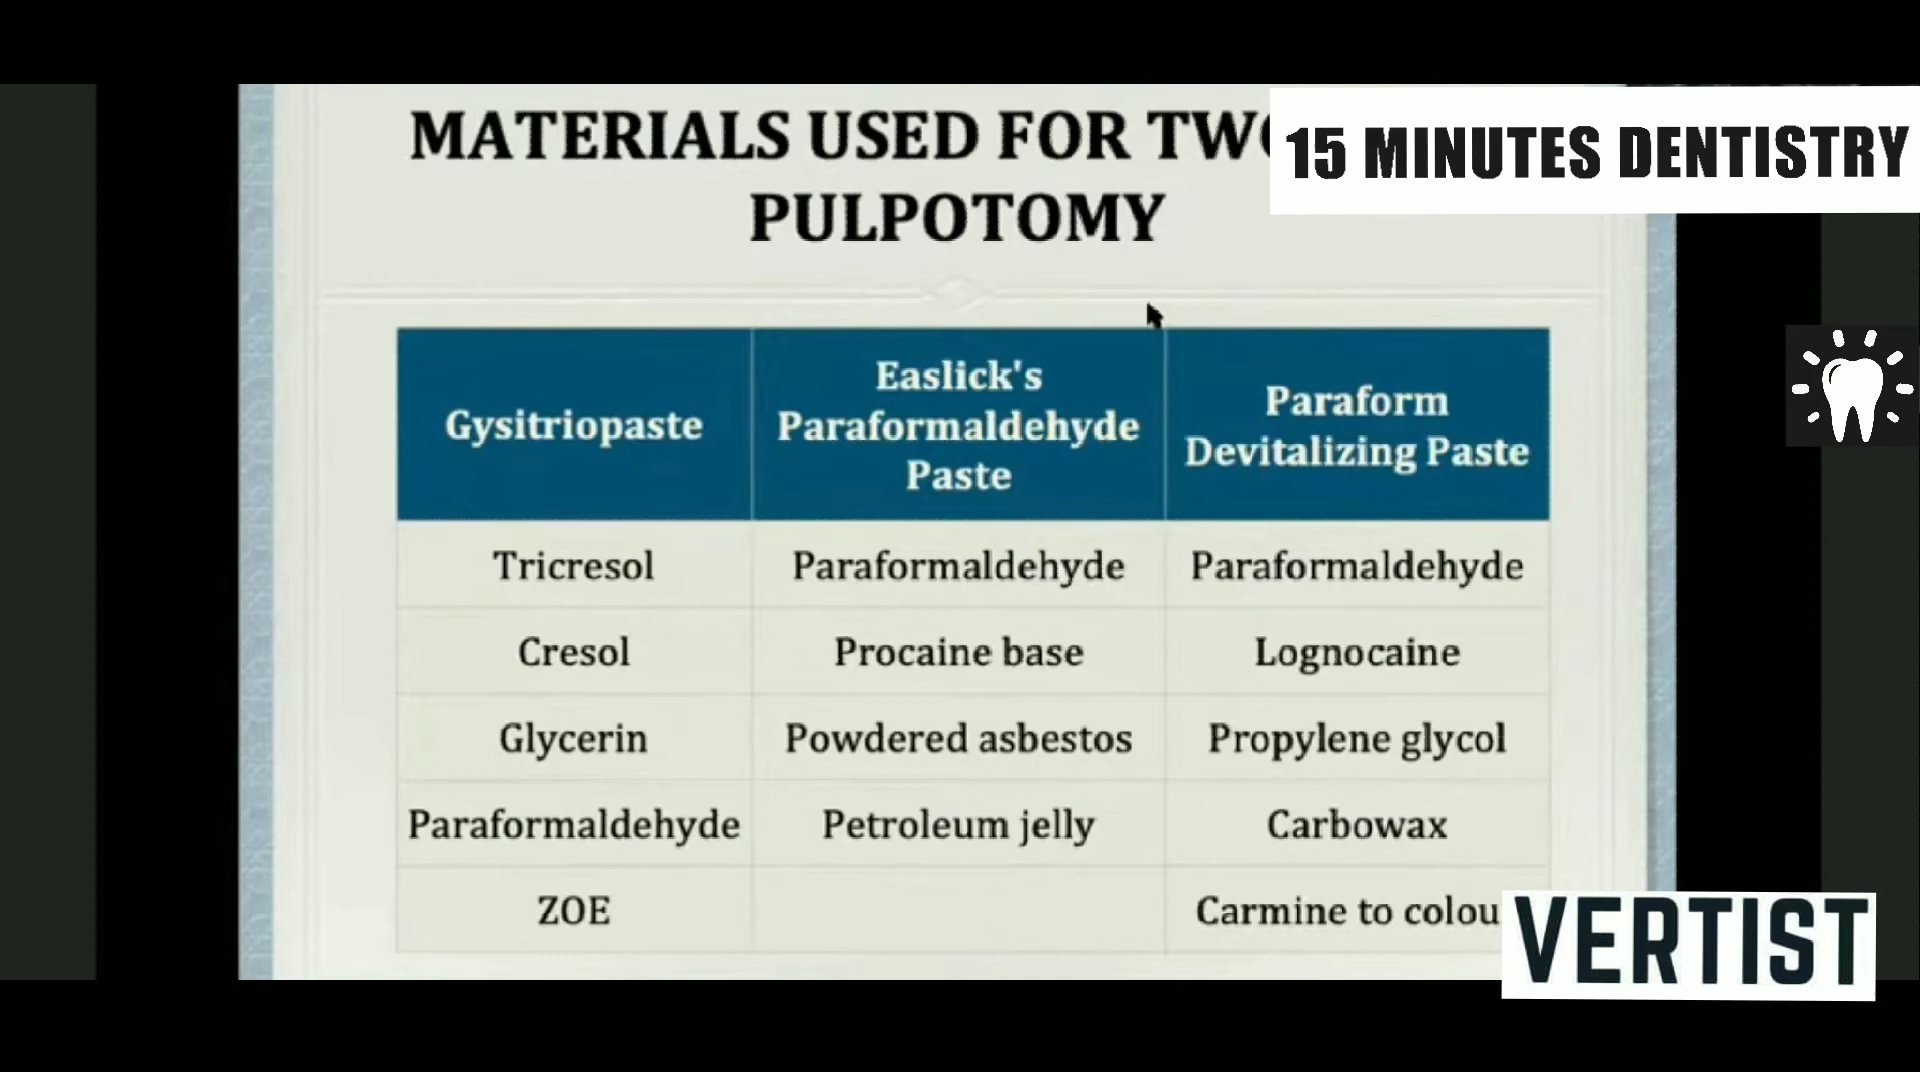 MATERIALS USED FOR
15 MINUTES DENTISTRY
PULPOTOMY
Gysitriopaste
Easlick's
Paraformaldehyde
Paste
Paraform
Devitalizing Paste
Tricresol
Paraformaldehyde
Paraformaldehyde
Cresol
Procaine base
Lognocaine
Glycerin
Powdered asbestos
Propylene glycol
Paraformaldehyde
Petroleum jelly
Carbowax
ZOE
Carmine to colou
VERTIST